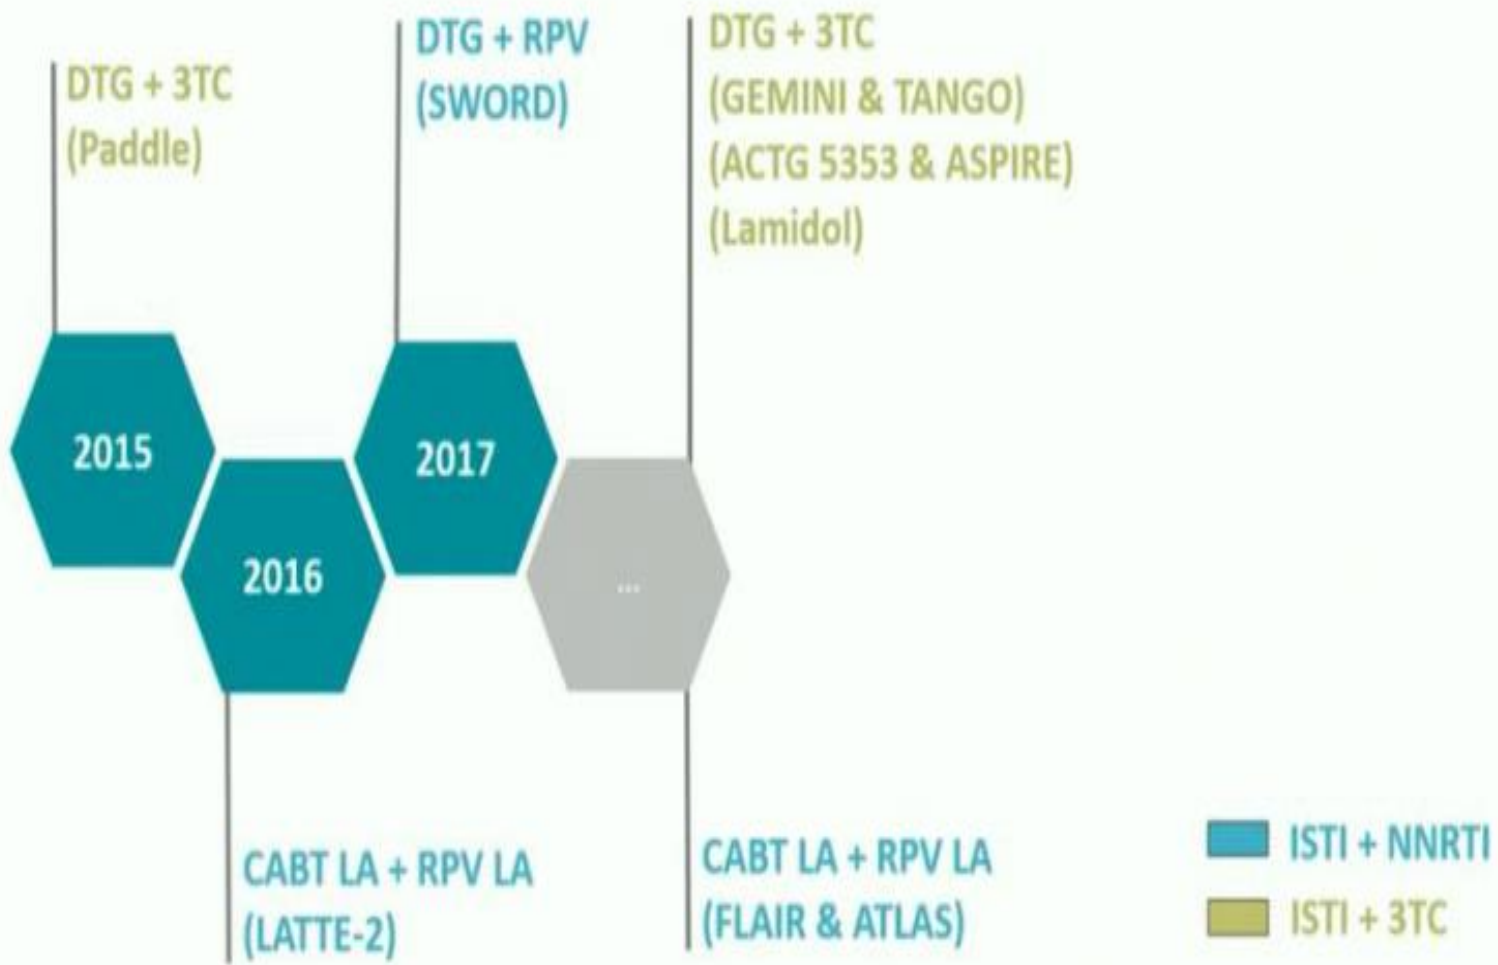 DTG + 3TC
(Paddle)
DTG + RPV
(SWORD)
DTG + 3TC
(GEMINI & TANGO)
(ACTG 5353 & ASPIRE)
(Lamidol)
2015
2016
2017
...
CABT LA + RPV LA
(LATTE-2)
CABT LA + RPV LA
(FLAIR & ATLAS)
ISTI + NNRTI
ISTI + 3TC